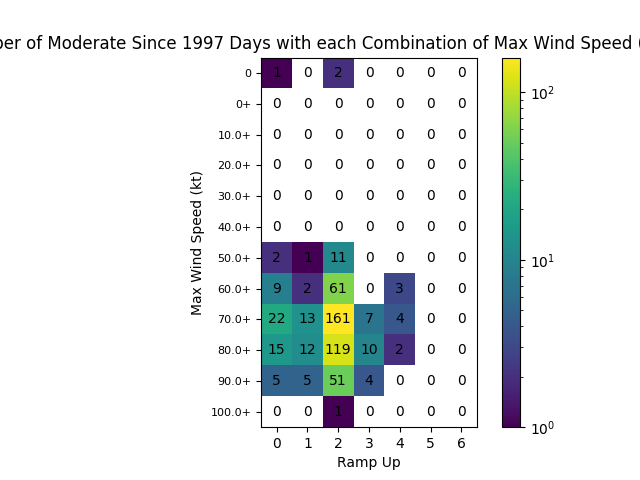 of Moderate Since 1997 Days with each Combination of Max Wind Speed
0 1 0 2 0 0 0 0
0+ 0 0 0 0 0 0 0
10.0+ 0 0 0 0 0 0 0
20.0+ 0 0 0 0 0 0 0
30.0+ 0 0 0 0 0 0 0
40.0+ 0 0 0 0 0 0 0
50.0+ 2 1 11 0 0 0 0
60.0+ 9 2 61 0 3 0 0
70.0+ 22 13 161 7 4 0 0
80.0+ 15 12 119 10 2 0 0
90.0+ 5 5 51 4 0 0 0
100.0+ 0 0 1 0 0 0 0
0 1 2 3 4 5 6
Ramp Up
Max Wind Speed (kt)
10²
10¹
10⁰